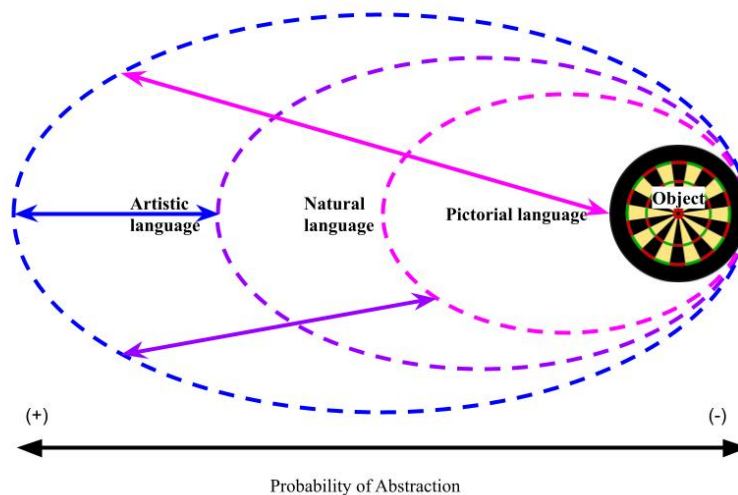 Object
Artistic
language
Natural
language
Pictorial language
(+)
(-)
Probability of Abstraction